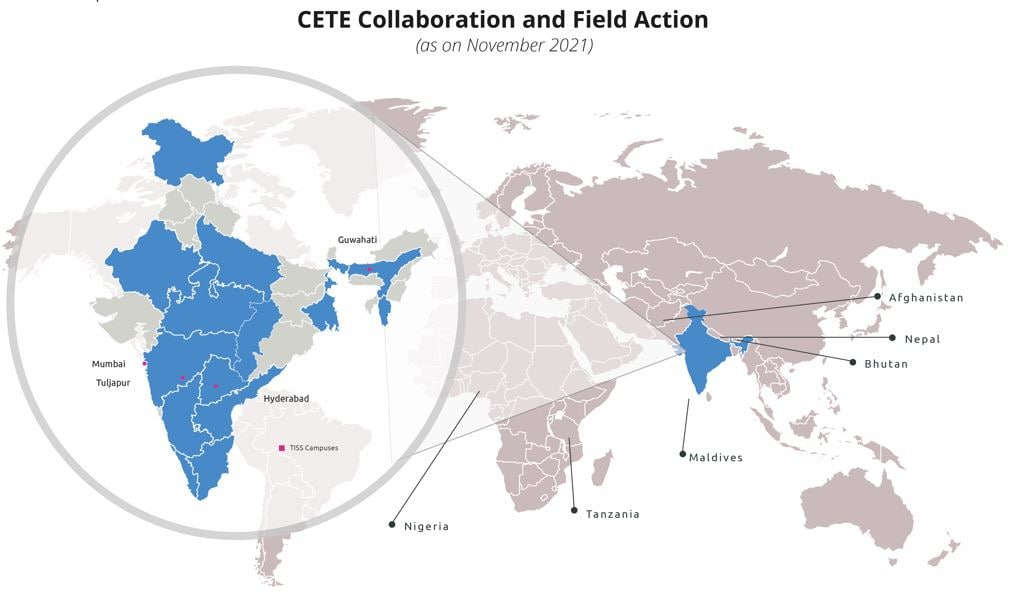 CETE Collaboration and Field Action
(as on November 2021)
Guwahati
Afghanistan
Nepal
Mumbai
Bhutan
Tuljapur
Hyderabad
TISS Campuses
Maldives
Tanzania
Nigeria